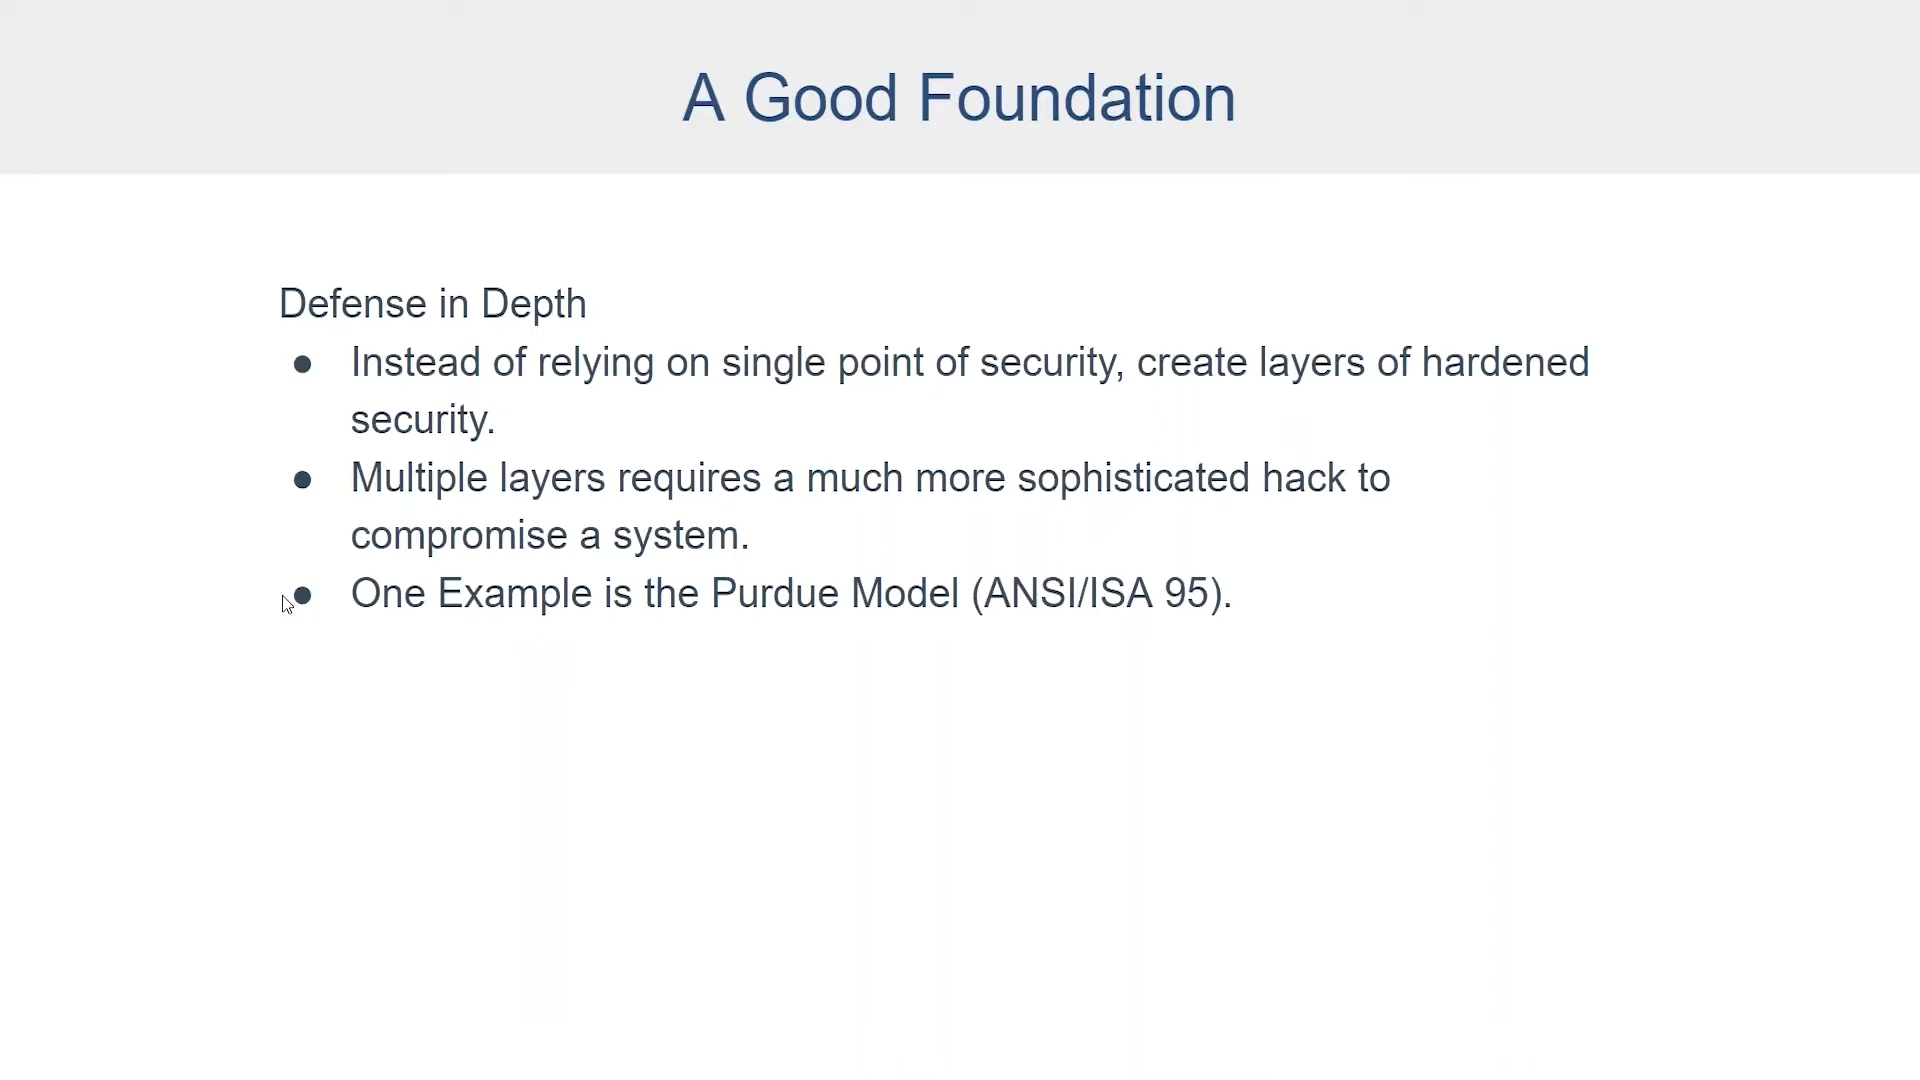 A Good Foundation
Defense in Depth
● Instead of relying on single point of security, create layers of hardened
security.
● Multiple layers requires a much more sophisticated hack to
compromise a system.
● One Example is the Purdue Model (ANSI/ISA 95).